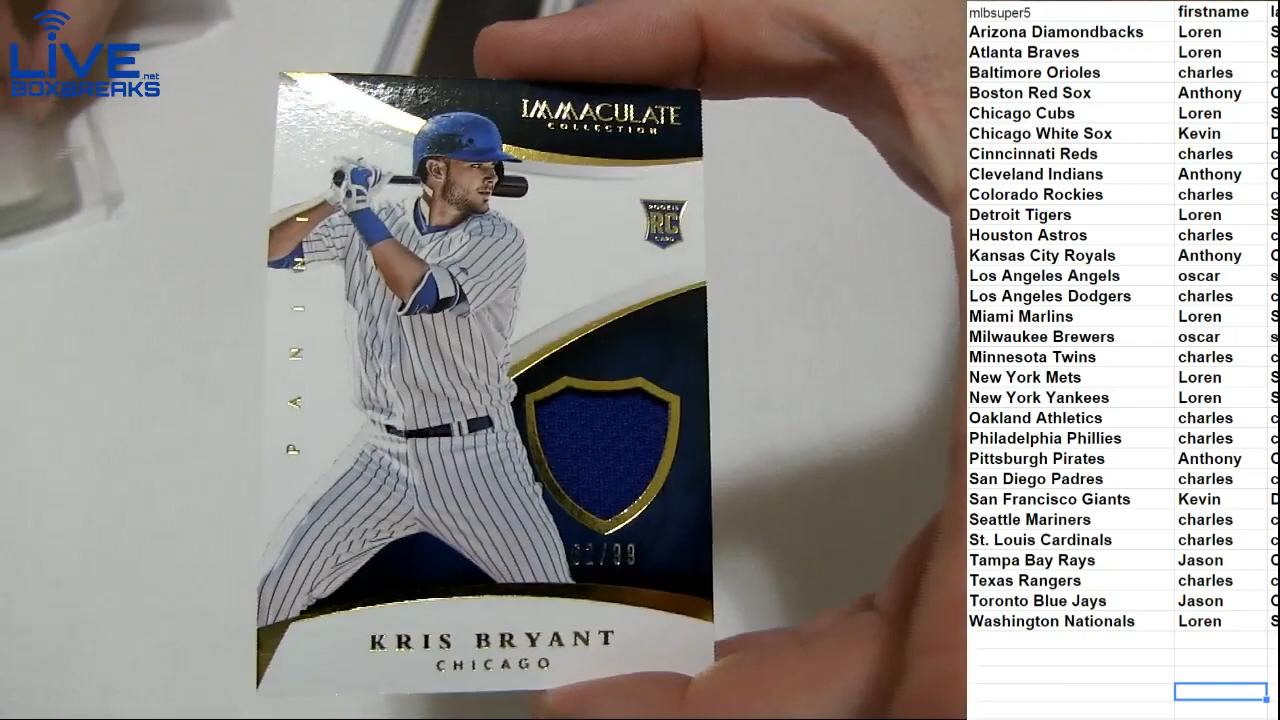 LIVE
.net
BOXBREAKS
IMMACULATE
COLLECTION
ROOKIE
RC
CARD
PANINI
/99
KRIS BRYANT
CHICAGO
mlbsuper5 firstname
Arizona Diamondbacks Loren S
Atlanta Braves Loren S
Baltimore Orioles charles c
Boston Red Sox Anthony C
Chicago Cubs Loren S
Chicago White Sox Kevin D
Cinncinnati Reds charles c
Cleveland Indians Anthony C
Colorado Rockies charles c
Detroit Tigers Loren S
Houston Astros charles c
Kansas City Royals Anthony C
Los Angeles Angels oscar s
Los Angeles Dodgers charles c
Miami Marlins Loren S
Milwaukee Brewers oscar s
Minnesota Twins charles c
New York Mets Loren S
New York Yankees Loren S
Oakland Athletics charles c
Philadelphia Phillies charles c
Pittsburgh Pirates Anthony C
San Diego Padres charles c
San Francisco Giants Kevin D
Seattle Mariners charles c
St. Louis Cardinals charles c
Tampa Bay Rays Jason C
Texas Rangers charles c
Toronto Blue Jays Jason C
Washington Nationals Loren S